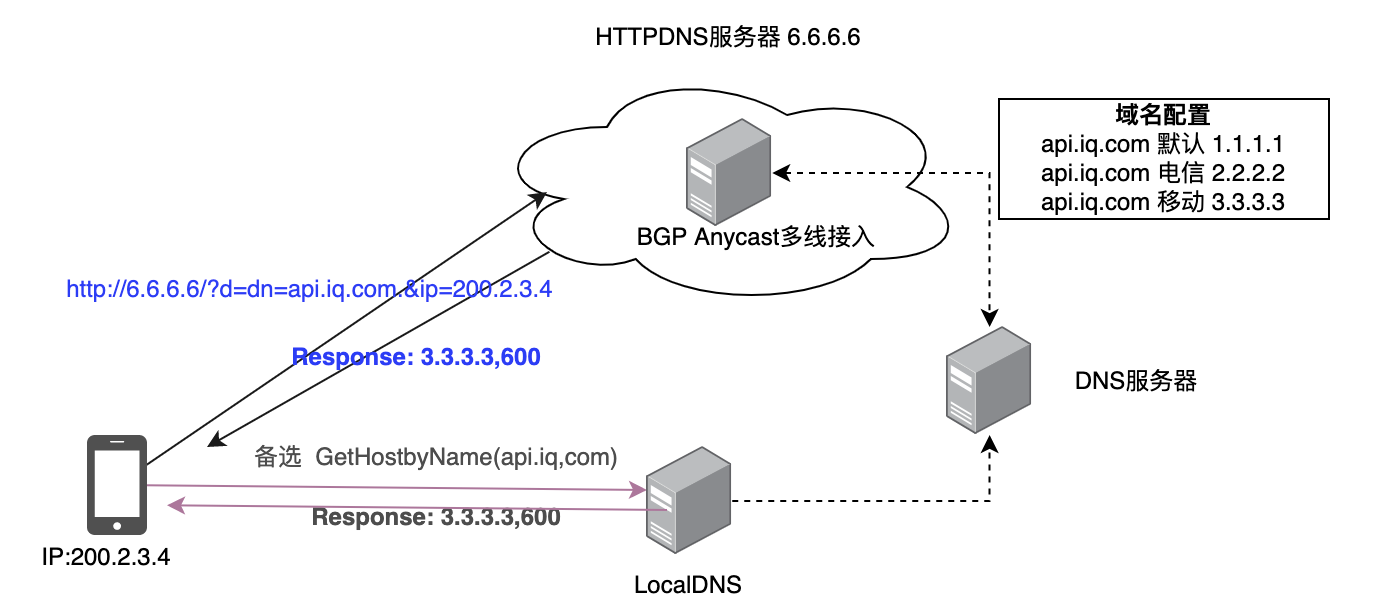 HTTPDNS服务器 6.6.6.6
域名配置
api.iq.com 默认 1.1.1.1
api.iq.com 电信 2.2.2.2
api.iq.com 移动 3.3.3.3
BGP Anycast多线接入
http://6.6.6.6/?d=dn=api.iq.com.&ip=200.2.3.4
Response: 3.3.3.3,600
DNS服务器
备选 GetHostbyName(api.iq,com)
Response: 3.3.3.3,600
IP:200.2.3.4
LocalDNS